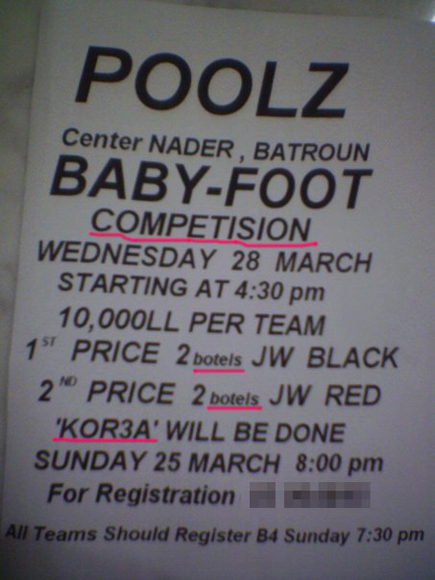 POOLZ
Center NADER , BATROUN
BABY-FOOT
COMPETISION
WEDNESDAY 28 MARCH
STARTING AT 4:30 pm
10,000LL PER TEAM
1ST PRICE 2 botels JW BLACK
2ND PRICE 2 botels JW RED
'KOR3A' WILL BE DONE
SUNDAY 25 MARCH 8:00 pm
For Registration
All Teams Should Register B4 Sunday 7:30 pm